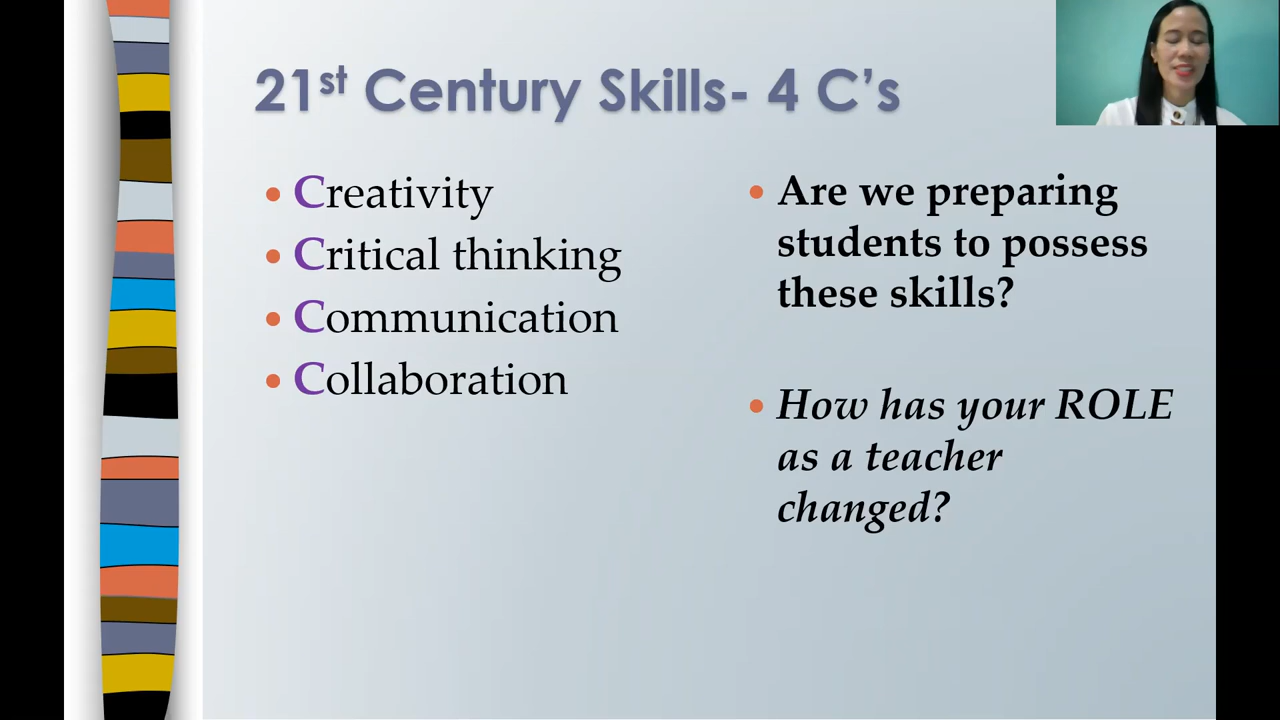 21st Century Skills- 4 C’s
• Creativity
• Critical thinking
• Communication
• Collaboration
• Are we preparing
students to possess
these skills?
• How has your ROLE
as a teacher
changed?